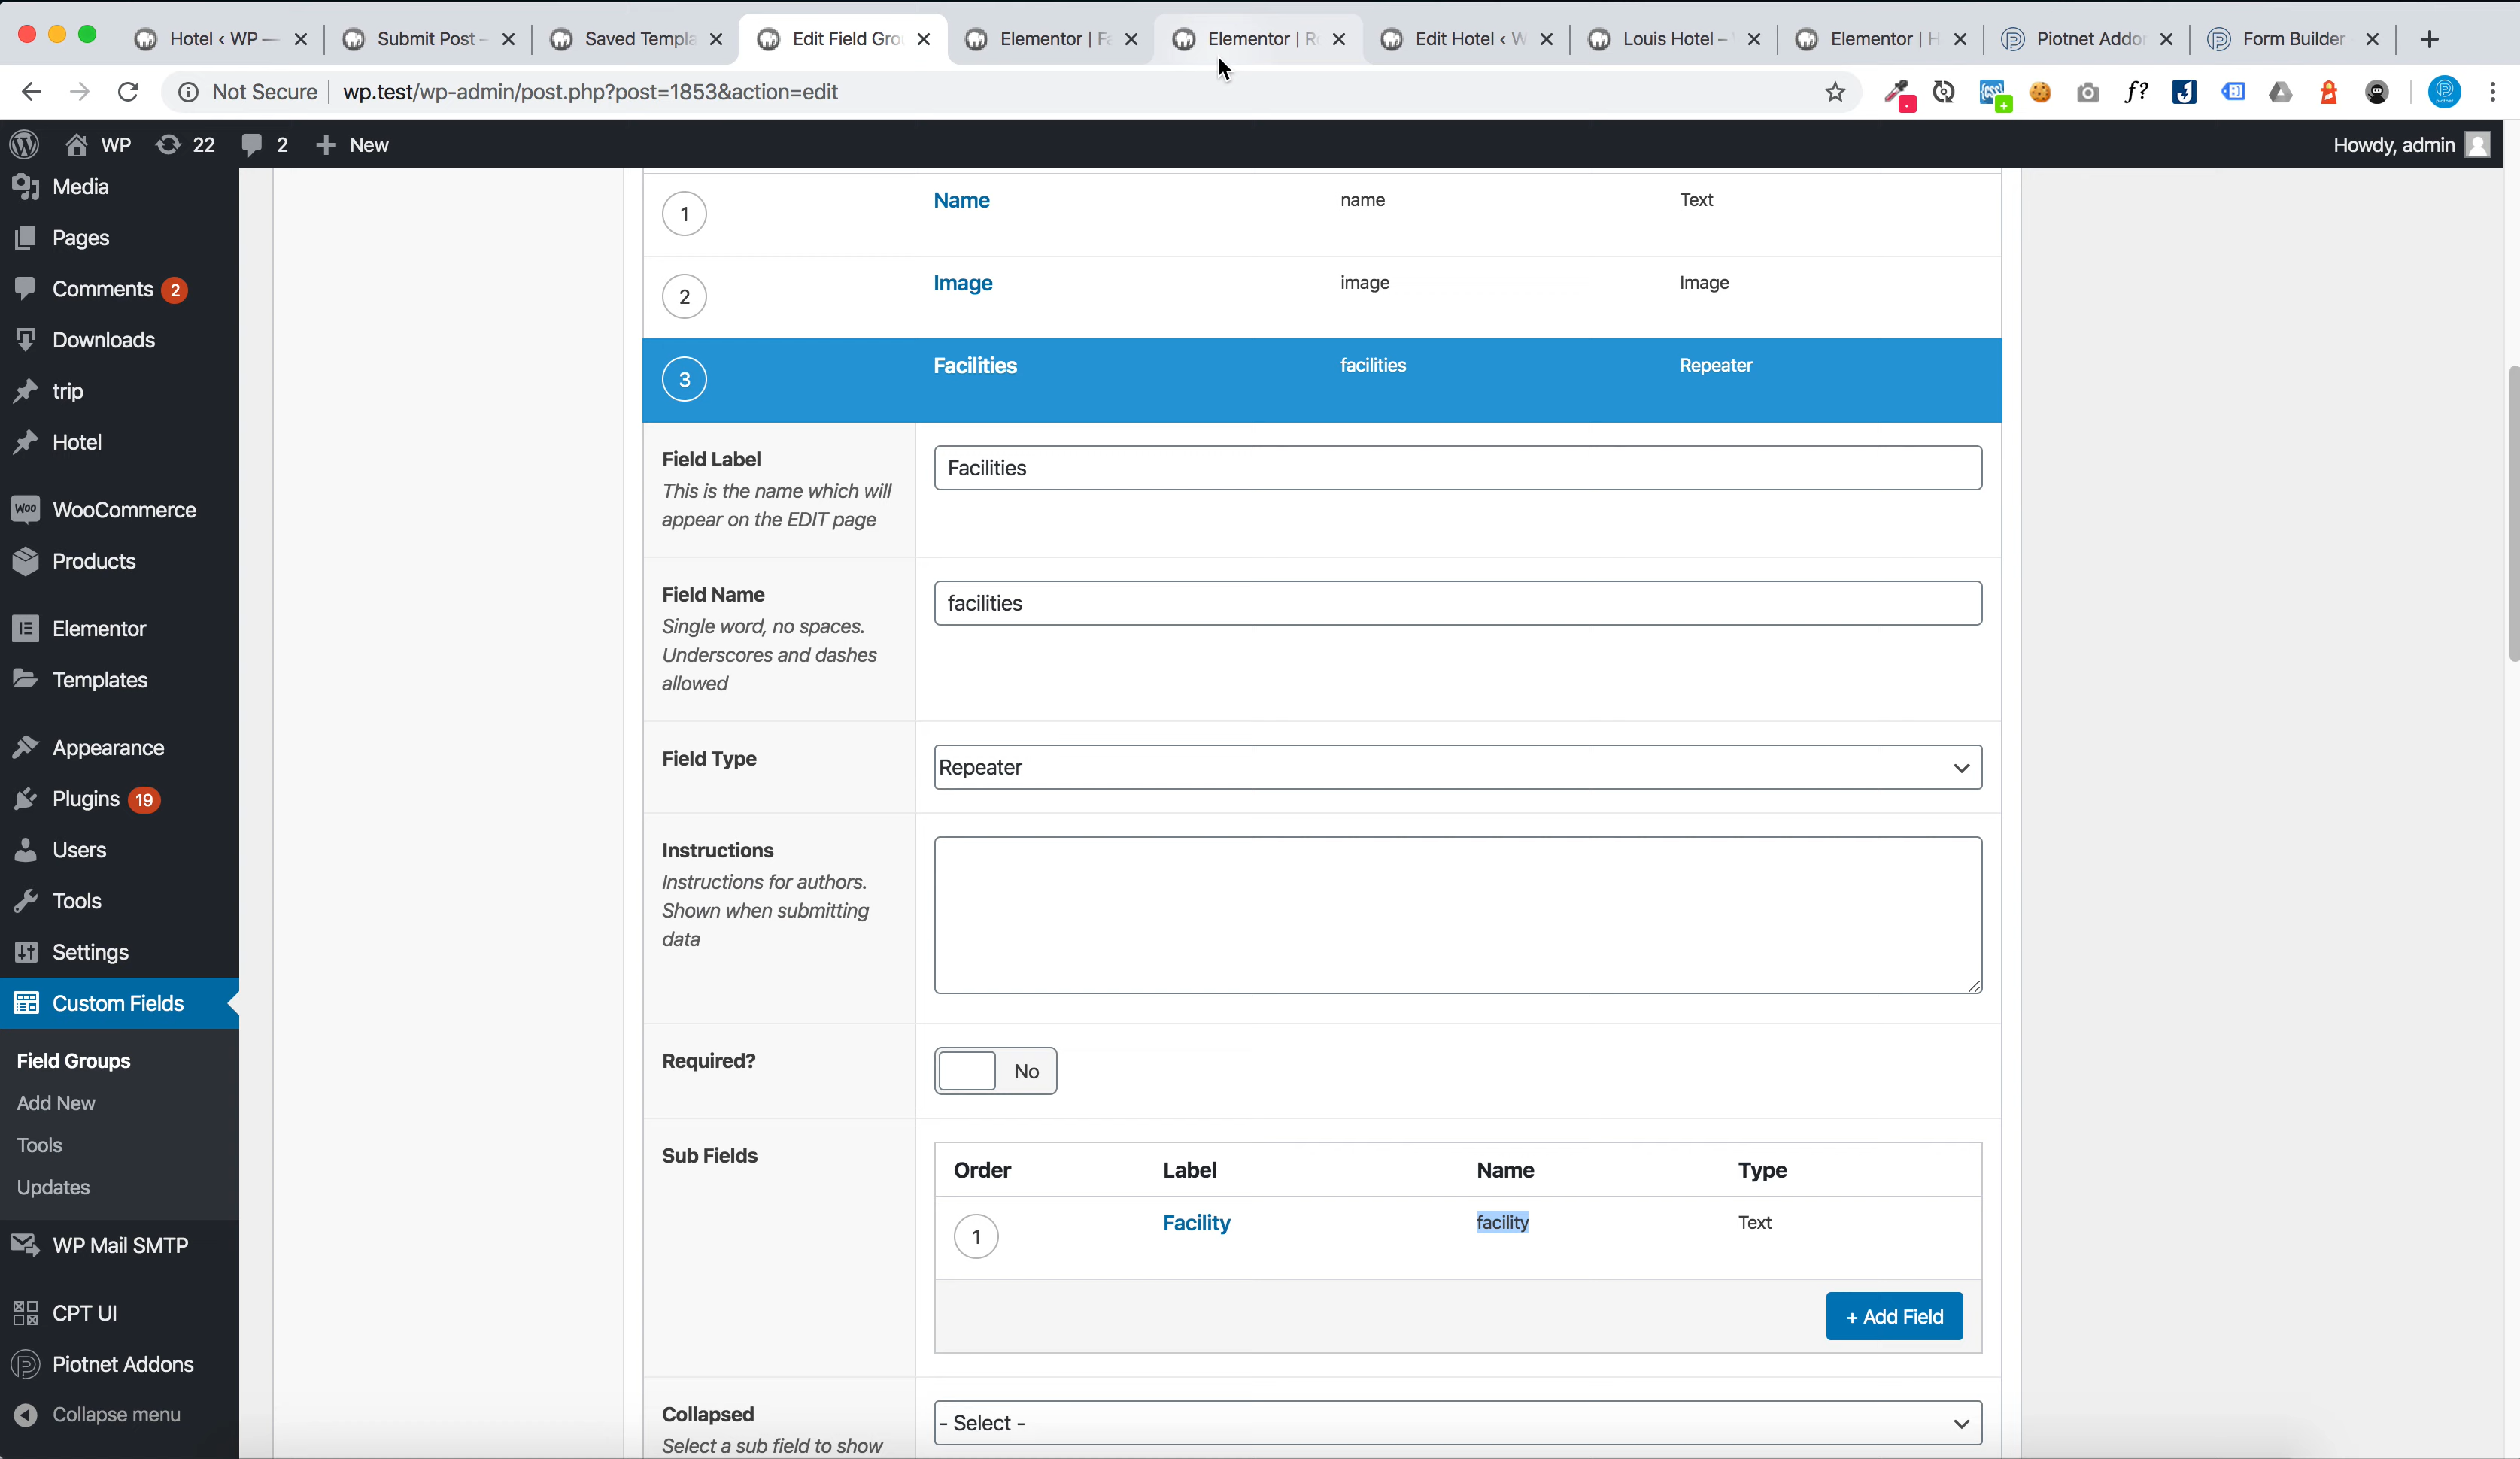 Hotel ‹ WP —
Submit Post –
Saved Templa
Edit Field Gro
Elementor | Fa
Elementor | R
Edit Hotel ‹ W
Louis Hotel –
Elementor | H
Piotnet Addo
Form Builder
Not Secure
wp.test/wp-admin/post.php?post=1853&action=edit
WP
22
2
New
Howdy, admin
Media
Pages
Comments 2
Downloads
trip
Hotel
WooCommerce
Products
Elementor
Templates
Appearance
Plugins 19
Users
Tools
Settings
Custom Fields
Field Groups
Add New
Tools
Updates
WP Mail SMTP
CPT UI
Piotnet Addons
Collapse menu
1 Name name Text
2 Image image Image
3 Facilities facilities Repeater
Field Label
This is the name which will
appear on the EDIT page
Facilities
Field Name
Single word, no spaces.
Underscores and dashes
allowed
facilities
Field Type
Repeater
Instructions
Instructions for authors.
Shown when submitting
data
Required?
No
Sub Fields
Order Label Name Type
1 Facility facility Text
+ Add Field
Collapsed
Select a sub field to show
- Select -